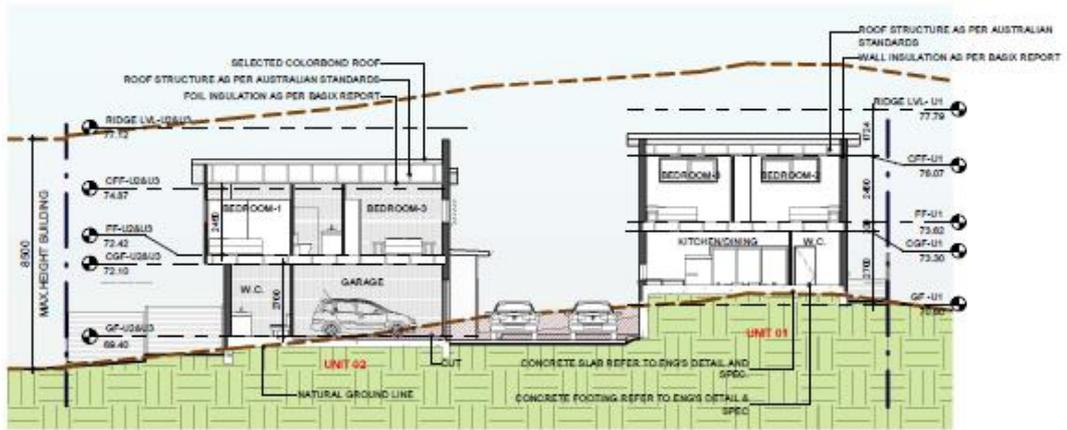 ROOF STRUCTURE AS PER AUSTRALIAN
STANDARDS
WALL INSULATION AS PER BASIX REPORT
SELECTED COLORBOND ROOF
ROOF STRUCTURE AS PER AUSTRALIAN STANDARDS
FOIL INSULATION AS PER BASIX REPORT
RIDGE LVL-U2&U3
77.12
RIDGE LVL- U1
77.79
1724
CFF-U2&U3
74.87
CFF-U1
76.07
BEDROOM-1
BEDROOM-3
2450
BEDROOM-3
BEDROOM-2
2450
FF-U2&U3
72.42
FF-U1
73.62
CGF-U2&U3
72.10
CGF-U1
73.30
KITCHEN/DINING
W.C.
2700
8500
MAX.HEIGHT BUILDING
W.C.
2700
GARAGE
GF-U2&U3
69.40
GF-U1
70.60
UNIT 01
UNIT 02
CUT
CONCRETE SLAB REFER TO ENG'S DETAIL AND
SPEC.
NATURAL GROUND LINE
CONCRETE FOOTING REFER TO ENG'S DETAIL &
SPEC